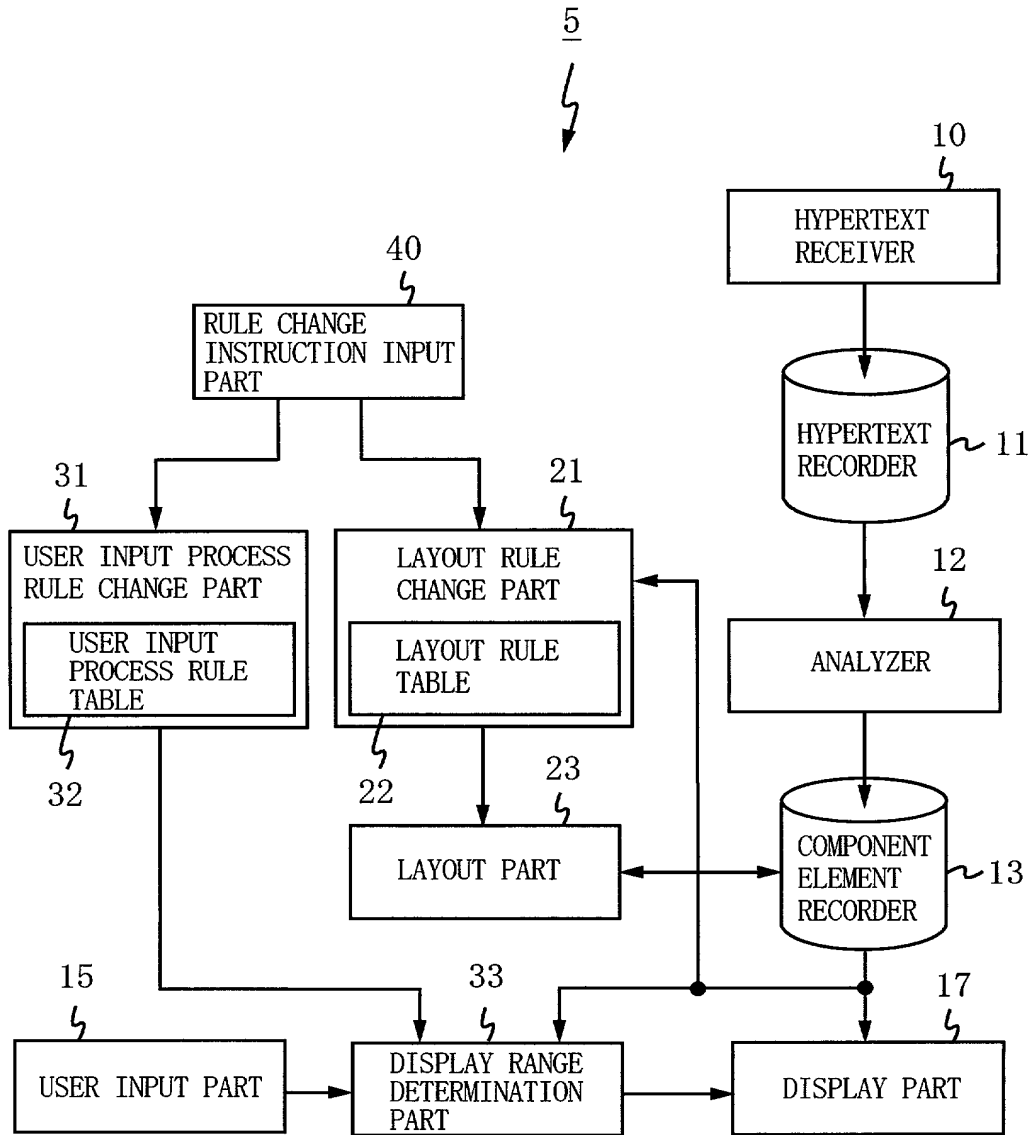 5
10
HYPERTEXT
RECEIVER
40
RULE CHANGE
INSTRUCTION INPUT
PART
HYPERTEXT
RECORDER
11
31
USER INPUT PROCESS
RULE CHANGE PART
USER INPUT
PROCESS RULE
TABLE
32
21
LAYOUT RULE
CHANGE PART
LAYOUT RULE
TABLE
22
12
ANALYZER
23
LAYOUT PART
COMPONENT
ELEMENT
RECORDER
13
15
USER INPUT PART
33
DISPLAY RANGE
DETERMINATION
PART
17
DISPLAY PART